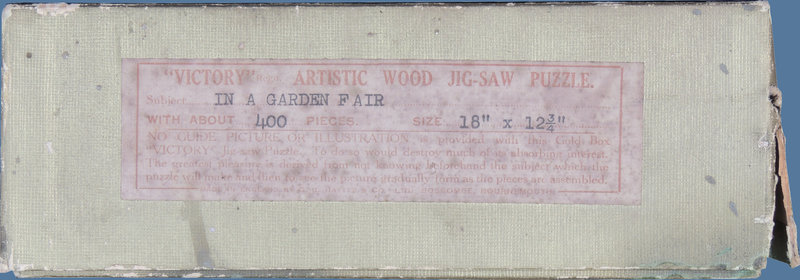 "VICTORY" Regd. ARTISTIC WOOD JIG-SAW PUZZLE.
Subject IN A GARDEN FAIR
WITH ABOUT 400 PIECES. SIZE 18" x 12¾"
NO GUIDE PICTURE OR ILLUSTRATION is provided with this Gold Box
"VICTORY" Jig-saw Puzzle. To do so would destroy much of its absorbing interest.
The greatest pleasure is derived from not knowing beforehand the subject which the
puzzle will make and then to see the picture gradually form as the pieces are assembled.
BOSCOMBE, BOURNEMOUTH